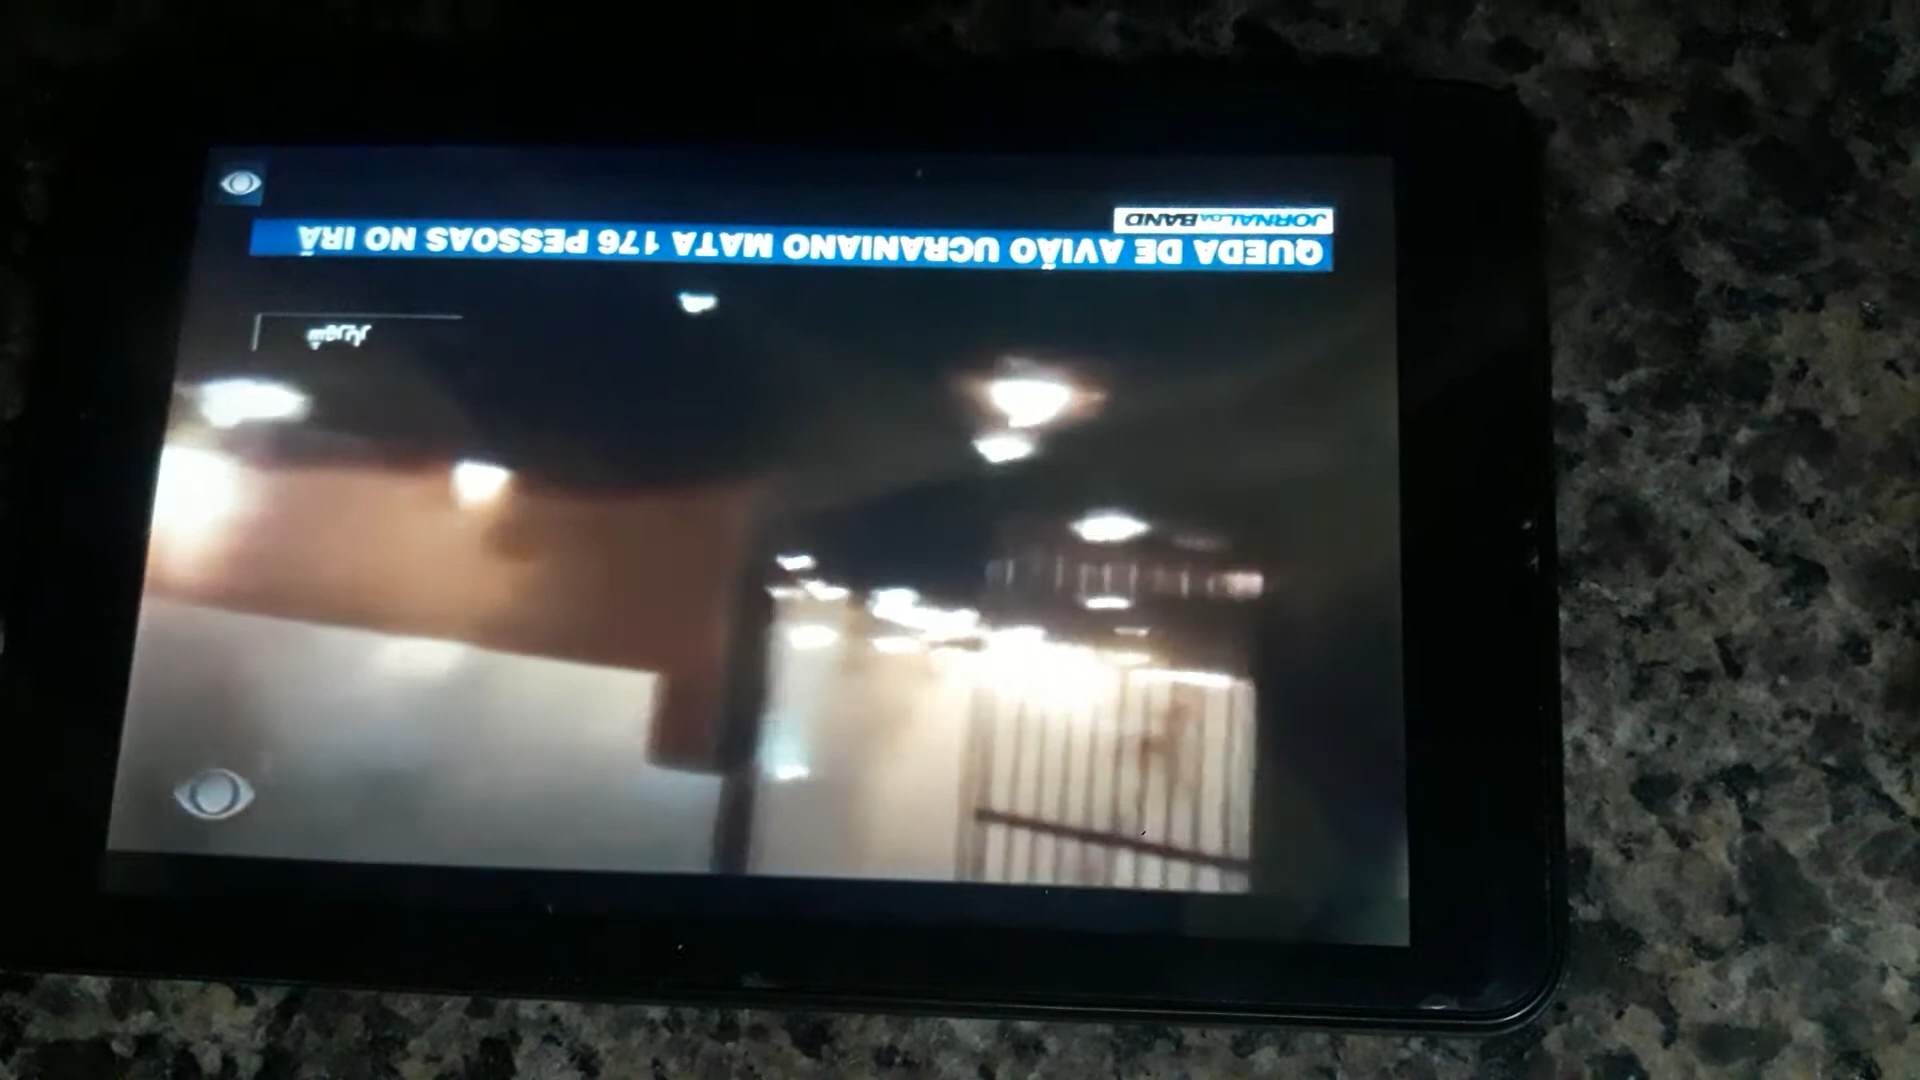 JORNAL DA BAND
QUEDA DE AVIÃO UCRANIANO MATA 176 PESSOAS NO IRÃ